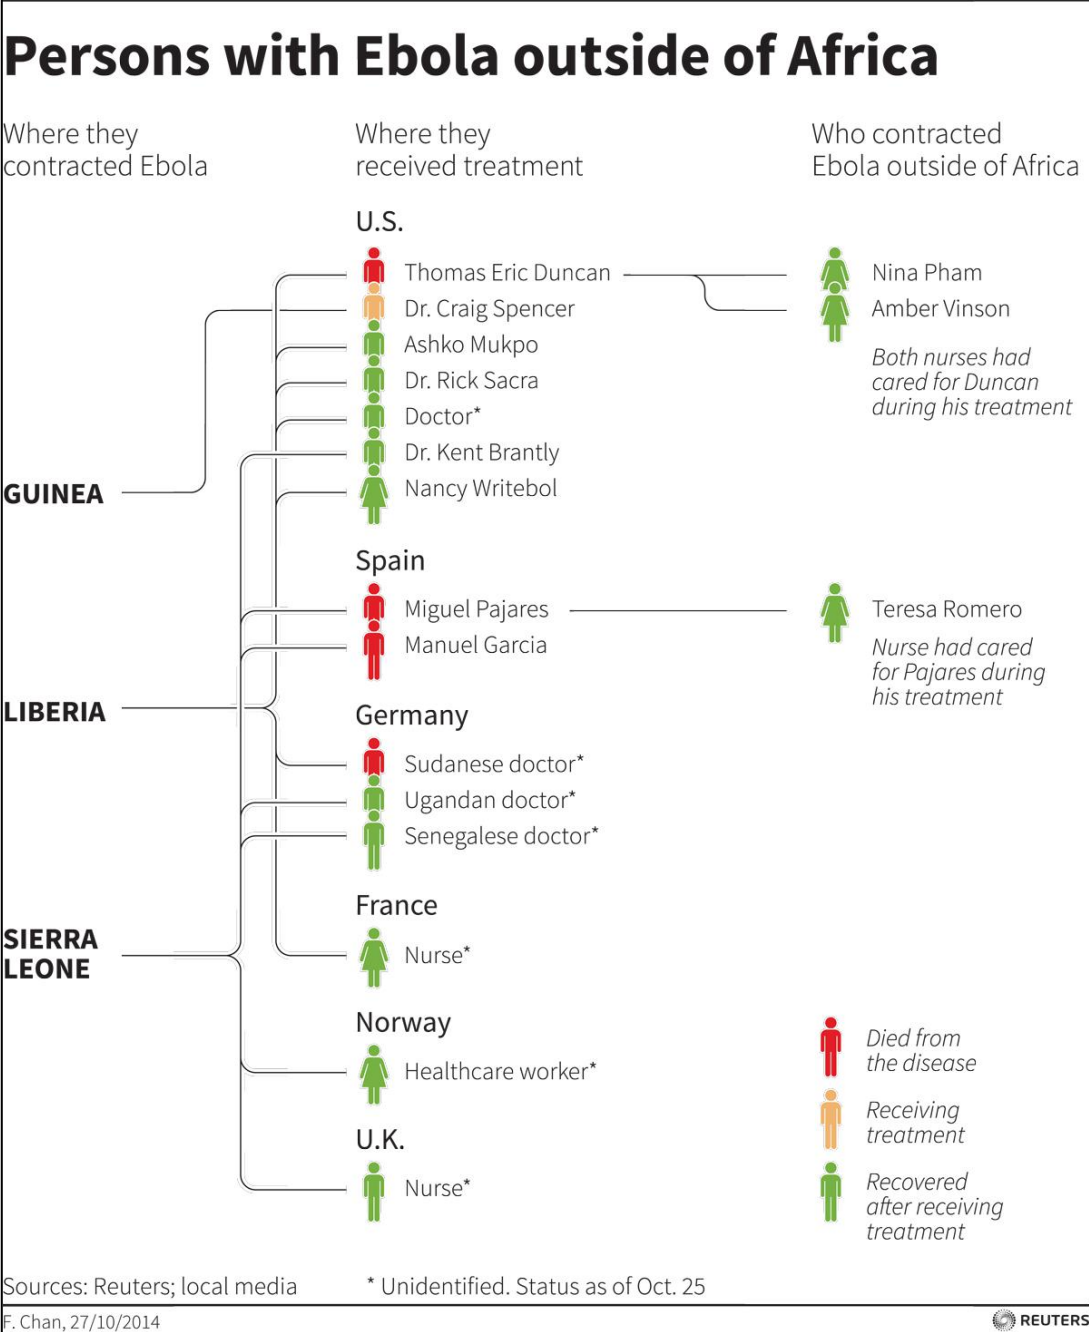 Persons with Ebola outside of Africa
Where they
contracted Ebola
Where they
received treatment
Who contracted
Ebola outside of Africa
U.S.
Thomas Eric Duncan
Nina Pham
Dr. Craig Spencer
Amber Vinson
Ashko Mukpo
Both nurses had
cared for Duncan
during his treatment
Dr. Rick Sacra
Doctor*
Dr. Kent Brantly
Nancy Writebol
GUINEA
Spain
Miguel Pajares
Teresa Romero
Manuel Garcia
Nurse had cared
for Pajares during
his treatment
LIBERIA
Germany
Sudanese doctor*
Ugandan doctor*
Senegalese doctor*
France
SIERRA
LEONE
Nurse*
Norway
Healthcare worker*
U.K.
Nurse*
Died from
the disease
Receiving
treatment
Recovered
after receiving
treatment
Sources: Reuters; local media
* Unidentified. Status as of Oct. 25
F. Chan, 27/10/2014
REUTERS